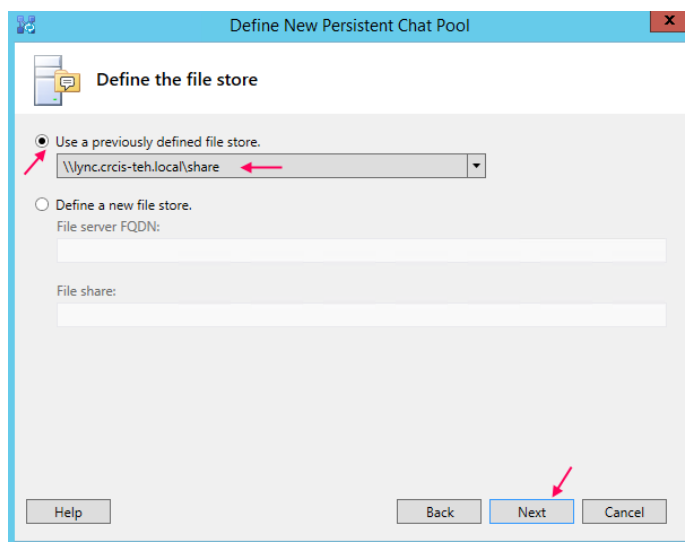 Define New Persistent Chat Pool
x
Define the file store
Use a previously defined file store.
\\lync.crcis-teh.local\share
Define a new file store.
File server FQDN:
File share:
Help
Back
Next
Cancel